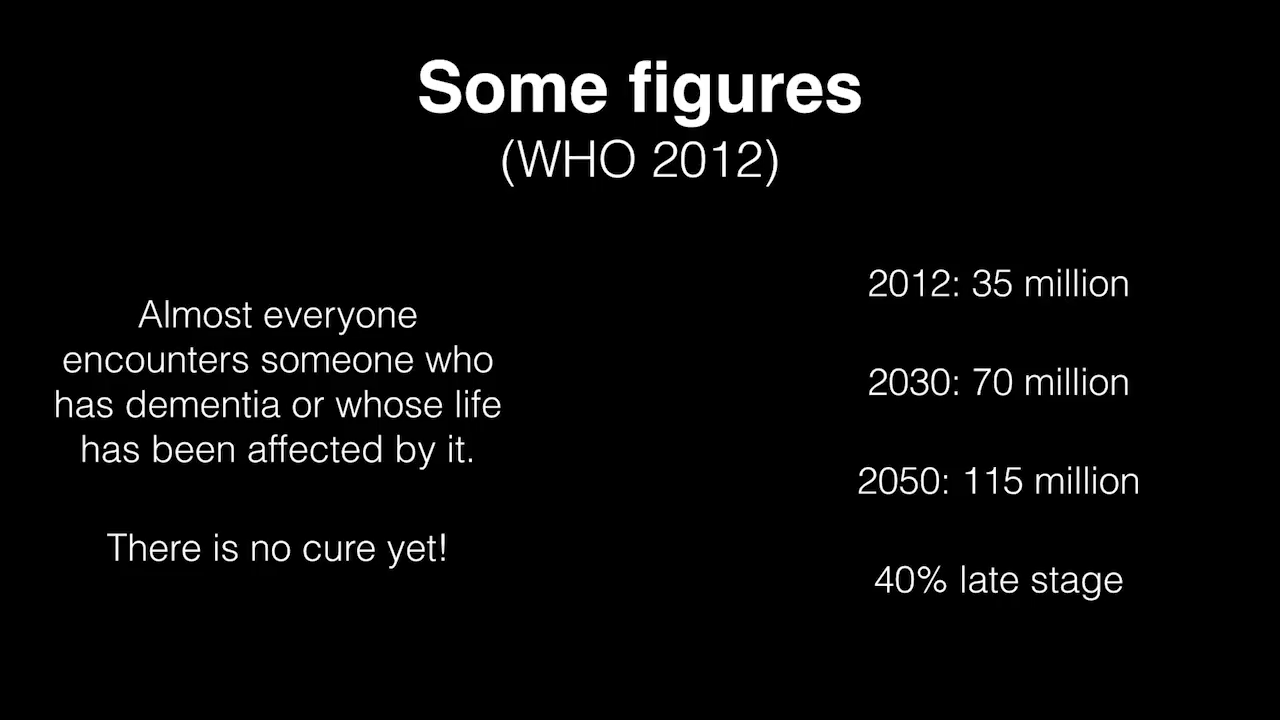 Some figures
(WHO 2012)
Almost everyone
encounters someone who
has dementia or whose life
has been affected by it.
There is no cure yet!
2012: 35 million
2030: 70 million
2050: 115 million
40% late stage